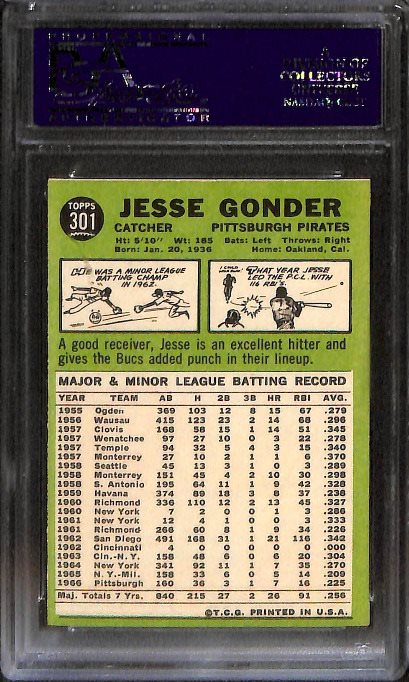 PROFESSIONAL
PSA
AUTHENTICATOR
A
DIVISION OF
COLLECTORS
UNIVERSE
NASDAQ: CLCT
TOPPS
301
JESSE GONDER
CATCHER PITTSBURGH PIRATES
Ht: 5'10" Wt: 185 Bats: Left Throws: Right
Born: Jan. 20, 1936 Home: Oakland, Cal.
JESSE WAS A MINOR LEAGUE
BATTING CHAMP
IN 1962.
I COULD
THAT YEAR JESSE
LED THE P.C.L. WITH
116 RBI'S.
A good receiver, Jesse is an excellent hitter and
gives the Bucs added punch in their lineup.
MAJOR & MINOR LEAGUE BATTING RECORD
YEAR TEAM AB H 2B 3B HR RBI AVG.
1955 Ogden 369 103 12 8 15 67 .279
1956 Wausau 415 123 23 2 14 68 .296
1957 Clovis 168 58 15 1 14 51 .345
1957 Wenatchee 97 27 10 0 3 22 .278
1957 Temple 94 32 5 4 3 15 .340
1957 Monterrey 27 10 2 1 1 6 .370
1958 Seattle 45 13 3 1 0 3 .289
1958 Monterrey 151 45 4 2 10 30 .298
1958 S. Antonio 195 64 11 1 9 42 .328
1959 Havana 374 89 18 3 8 37 .238
1960 Richmond 336 110 12 2 13 45 .327
1960 New York 7 2 0 0 1 3 .286
1961 New York 12 4 1 0 0 3 .333
1961 Richmond 266 60 8 1 9 34 .226
1962 San Diego 491 168 31 1 21 116 .342
1962 Cincinnati 4 0 0 0 0 0 .000
1963 Cin.-N.Y. 158 48 6 0 6 20 .304
1964 New York 341 92 11 1 7 35 .270
1965 N.Y.-Mil. 158 33 6 0 5 14 .209
1966 Pittsburgh 160 36 3 1 7 16 .225
Maj. Totals 7 Yrs. 840 215 27 2 26 91 .256
©T.C.G. PRINTED IN U.S.A.